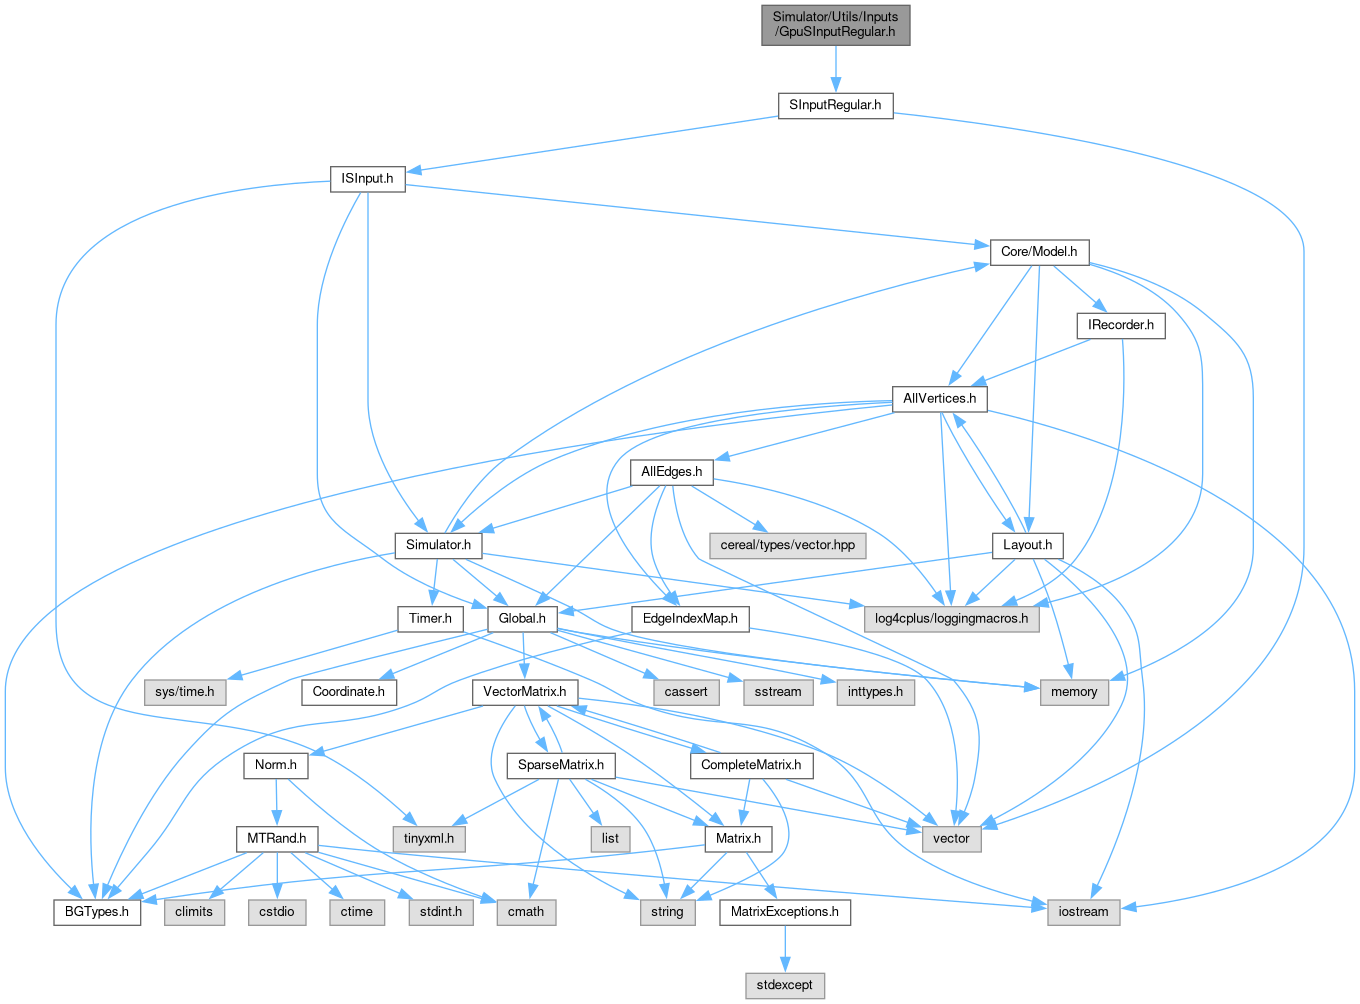 Simulator/Utils/Inputs
/GpuSInputRegular.h
SInputRegular.h
ISInput.h
Core/Model.h
IRecorder.h
AllVertices.h
AllEdges.h
Simulator.h
cereal/types/vector.hpp
Layout.h
Timer.h
Global.h
EdgeIndexMap.h
log4cplus/loggingmacros.h
sys/time.h
Coordinate.h
VectorMatrix.h
cassert
sstream
inttypes.h
memory
Norm.h
SparseMatrix.h
CompleteMatrix.h
MTRand.h
tinyxml.h
list
Matrix.h
vector
BGTypes.h
climits
cstdio
ctime
stdint.h
cmath
string
MatrixExceptions.h
iostream
stdexcept